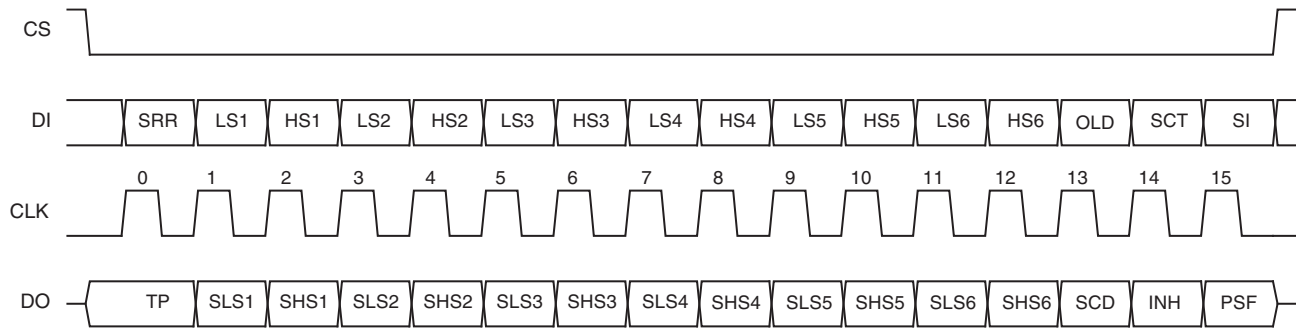 CS
DI SRR LS1 HS1 LS2 HS2 LS3 HS3 LS4 HS4 LS5 HS5 LS6 HS6 OLD SCT SI
0 1 2 3 4 5 6 7 8 9 10 11 12 13 14 15
CLK
DO TP SLS1 SHS1 SLS2 SHS2 SLS3 SHS3 SLS4 SHS4 SLS5 SHS5 SLS6 SHS6 SCD INH PSF